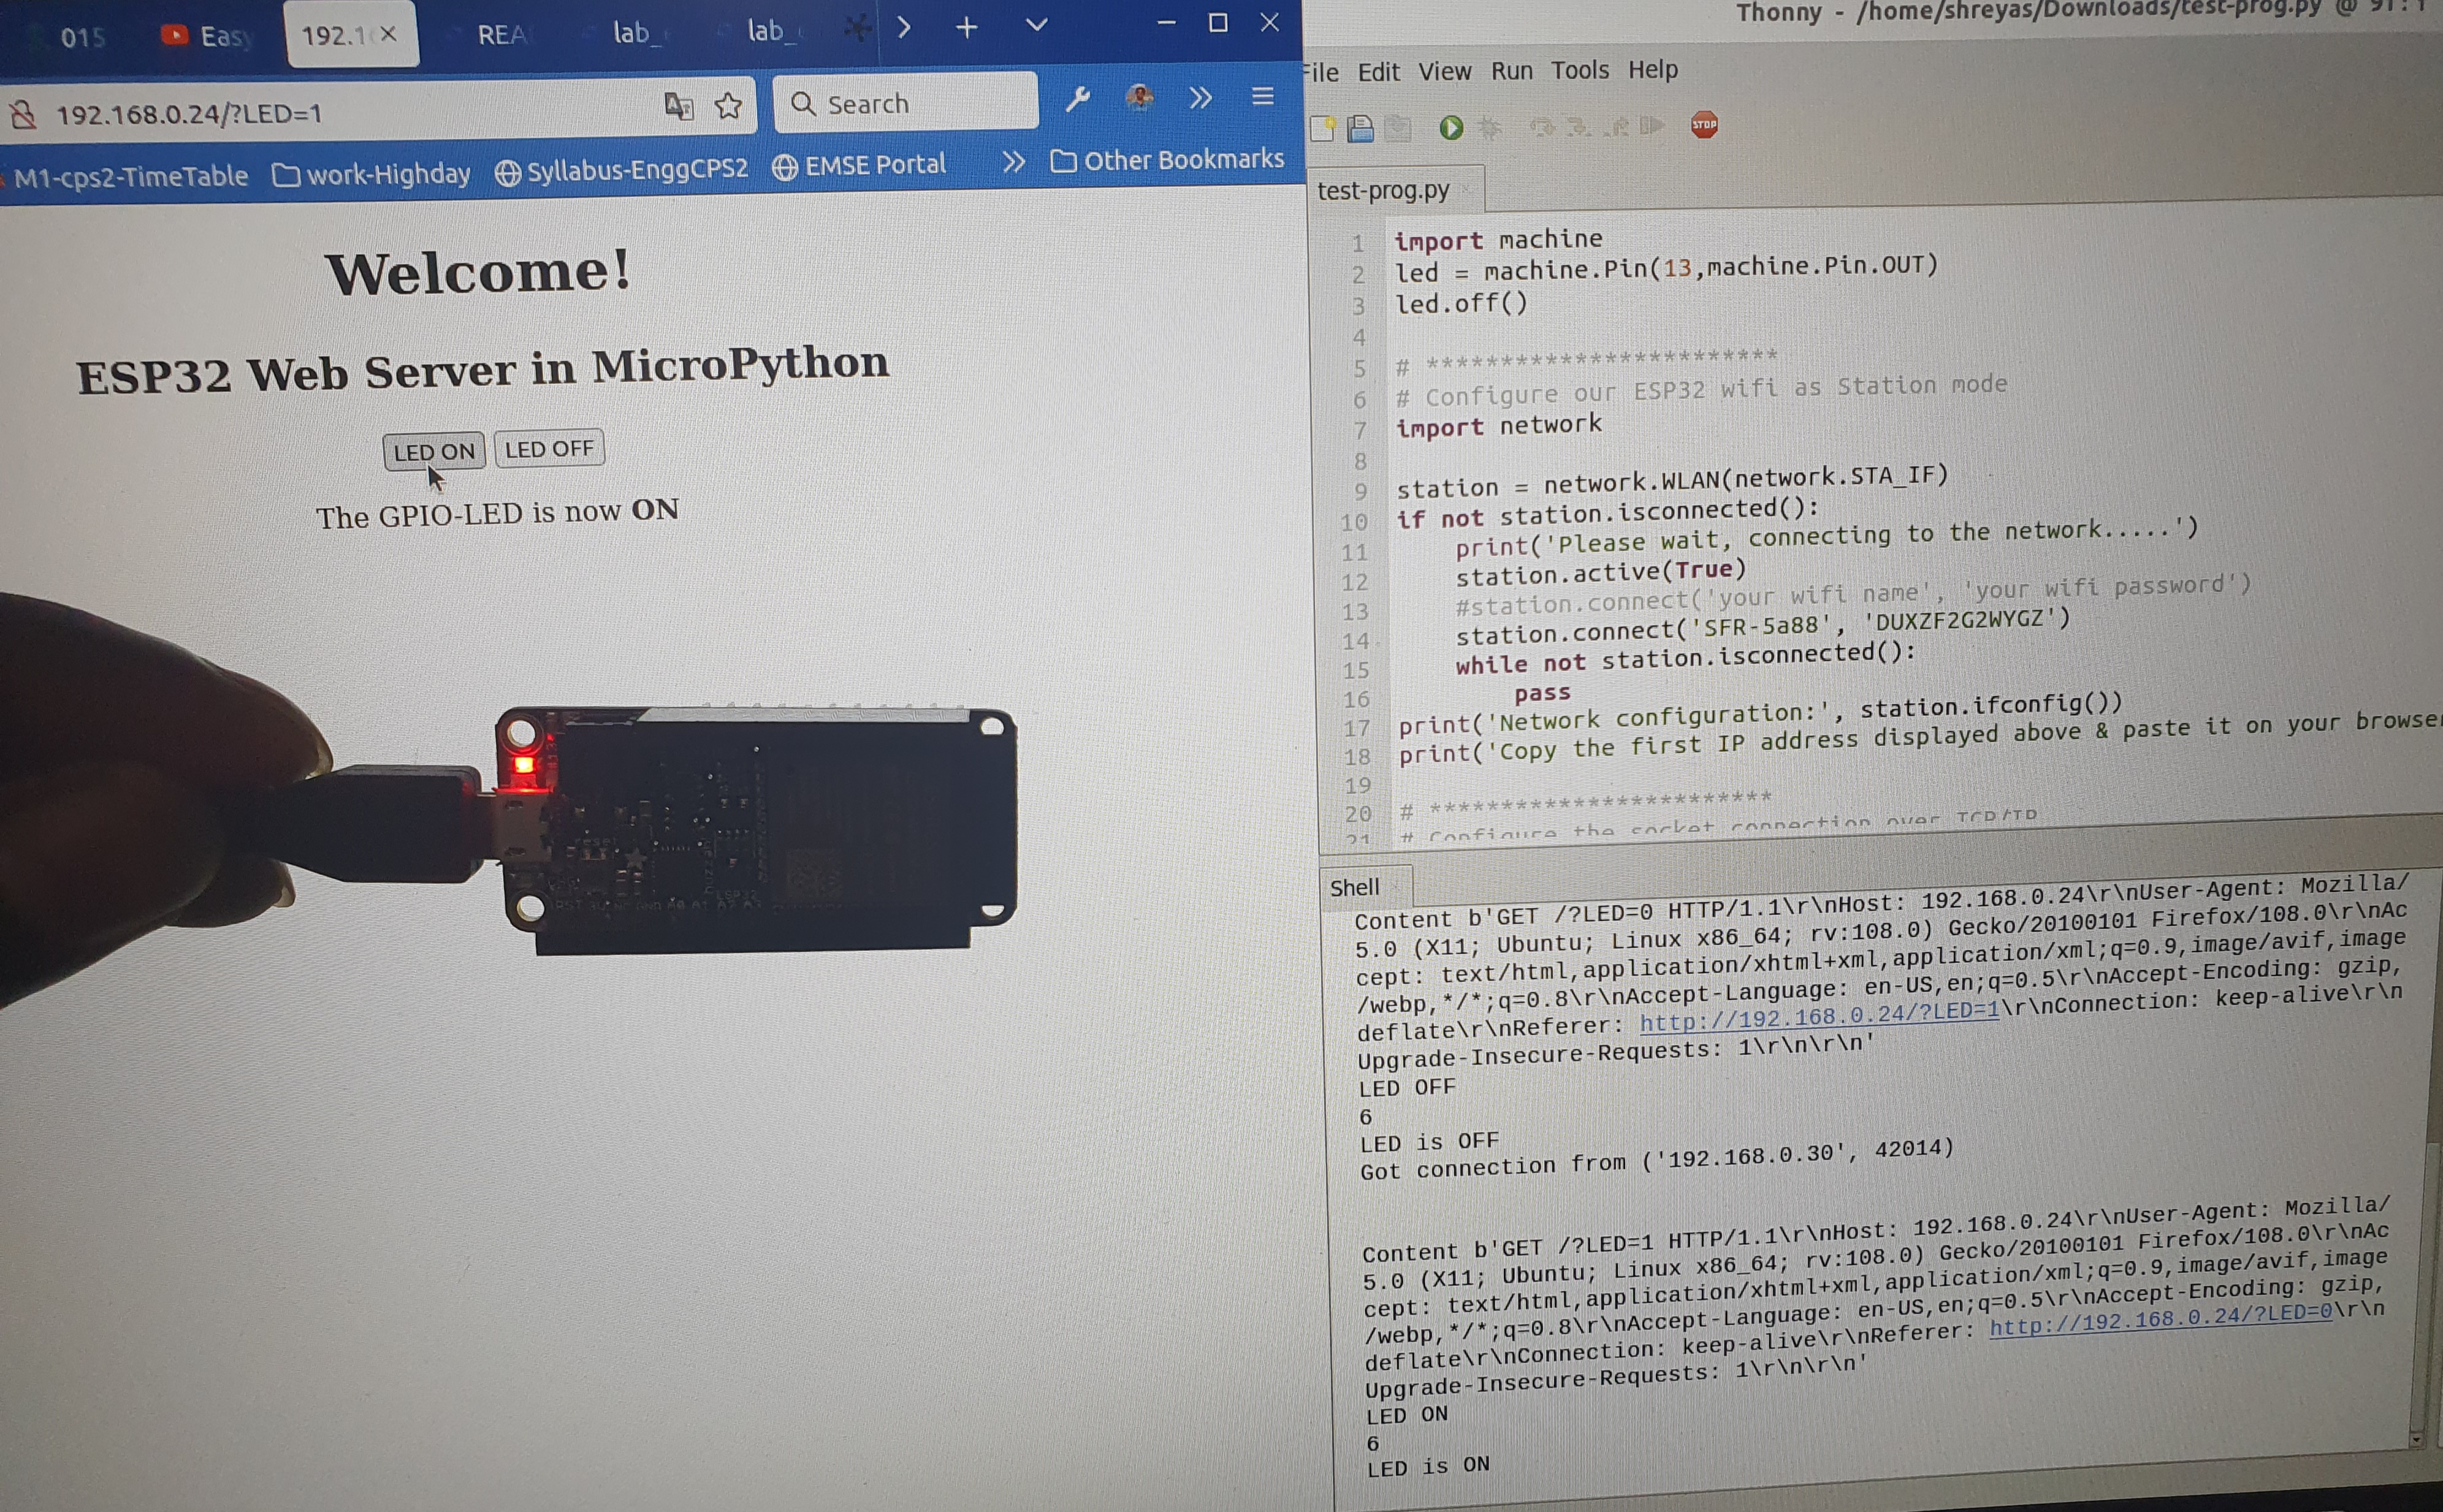 015
Eas
192.1
REA
lab_
lab_
192.168.0.24/?LED=1
Search
M1-cps2-TimeTable
work-Highday
Syllabus-EnggCPS2
EMSE Portal
Other Bookmarks
Welcome!
ESP32 Web Server in MicroPython
LED ON
LED OFF
The GPIO-LED is now ON
reset
ESP32
Thonny - /home/shreyas/Downloads/test-prog.py @
File Edit View Run Tools Help
STOP
test-prog.py
1 import machine
2 led = machine.Pin(13,machine.Pin.OUT)
3 led.off()
4
5 # ************************
6 # Configure our ESP32 wifi as Station mode
7 import network
8
9 station = network.WLAN(network.STA_IF)
10 if not station.isconnected():
11 print('Please wait, connecting to the network.....')
12 station.active(True)
13 #station.connect('your wifi name', 'your wifi password')
14 station.connect('SFR-5a88', 'DUXZF2G2WYGZ')
15 while not station.isconnected():
16 pass
17 print('Network configuration:', station.ifconfig())
18 print('Copy the first IP address displayed above & paste it on your browse
19
20 # ***********************
21 # Configure the socket connection over TCP/IP
Shell
Content b'GET /?LED=0 HTTP/1.1\r\nHost: 192.168.0.24\r\nUser-Agent: Mozilla/
5.0 (X11; Ubuntu; Linux x86_64; rv:108.0) Gecko/20100101 Firefox/108.0\r\nAc
cept: text/html,application/xhtml+xml,application/xml;q=0.9,image/avif,image
/webp,*/*;q=0.8\r\nAccept-Language: en-US,en;q=0.5\r\nAccept-Encoding: gzip,
deflate\r\nReferer: http://192.168.0.24/?LED=1\r\nConnection: keep-alive\r\n
Upgrade-Insecure-Requests: 1\r\n\r\n'
LED OFF
6
LED is OFF
Got connection from ('192.168.0.30', 42014)
Content b'GET /?LED=1 HTTP/1.1\r\nHost: 192.168.0.24\r\nUser-Agent: Mozilla/
5.0 (X11; Ubuntu; Linux x86_64; rv:108.0) Gecko/20100101 Firefox/108.0\r\nAc
cept: text/html,application/xhtml+xml,application/xml;q=0.9,image/avif,image
/webp,*/*;q=0.8\r\nAccept-Language: en-US,en;q=0.5\r\nAccept-Encoding: gzip,
deflate\r\nConnection: keep-alive\r\nReferer: http://192.168.0.24/?LED=0\r\n
Upgrade-Insecure-Requests: 1\r\n\r\n'
LED ON
6
LED is ON